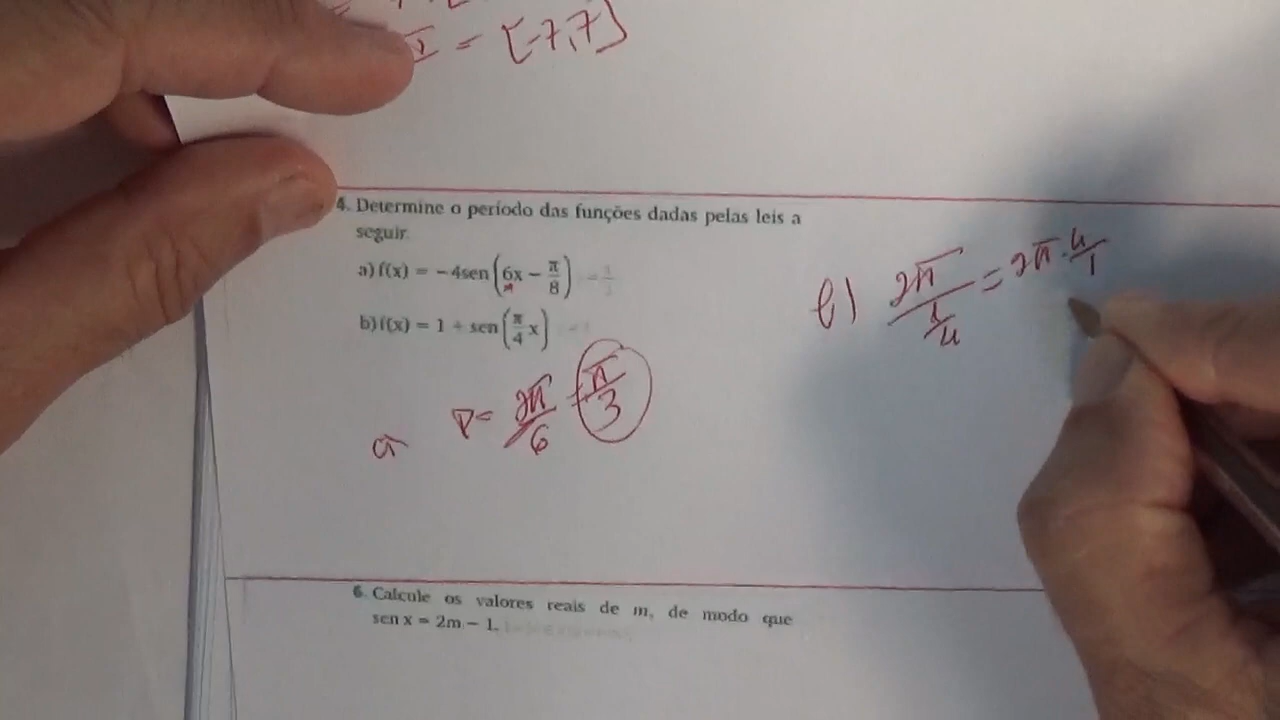 I = [-7,7]
4. Determine o período das funções dadas pelas leis a
seguir.
a) f(x) = −4sen(6x − π/8)
b) f(x) = 1 + sen(π/4 x)
P = 2π/6 = π/3
a
b) 2π/(1/4) = 2π · 4/1
6. Calcule os valores reais de m, de modo que
sen x = 2m − 1.